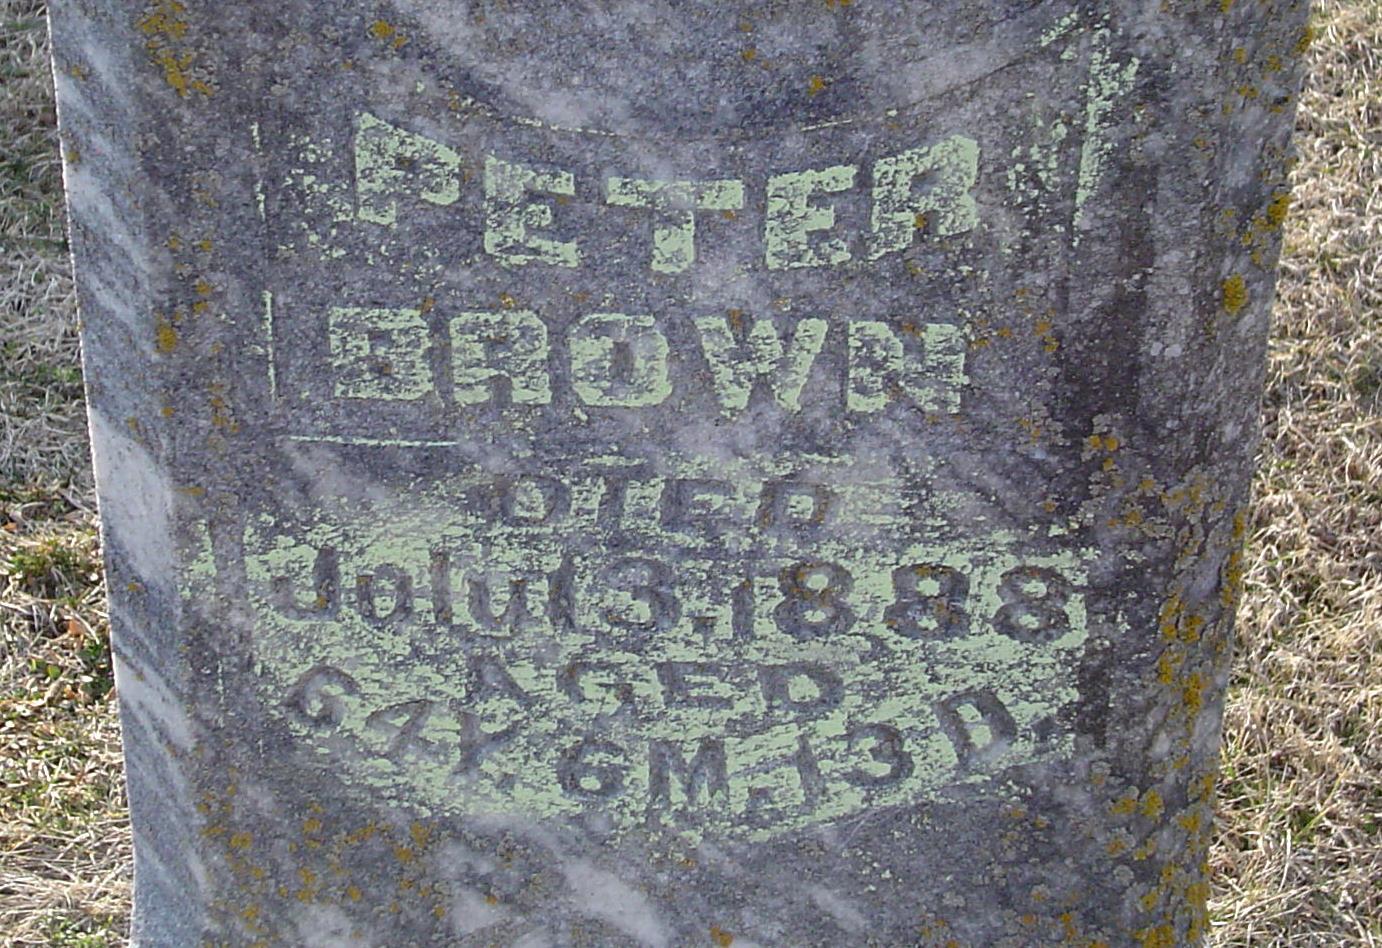 PETER
BROWN
DIED
July 13, 1888
AGED
64Y. 6M. 13D.